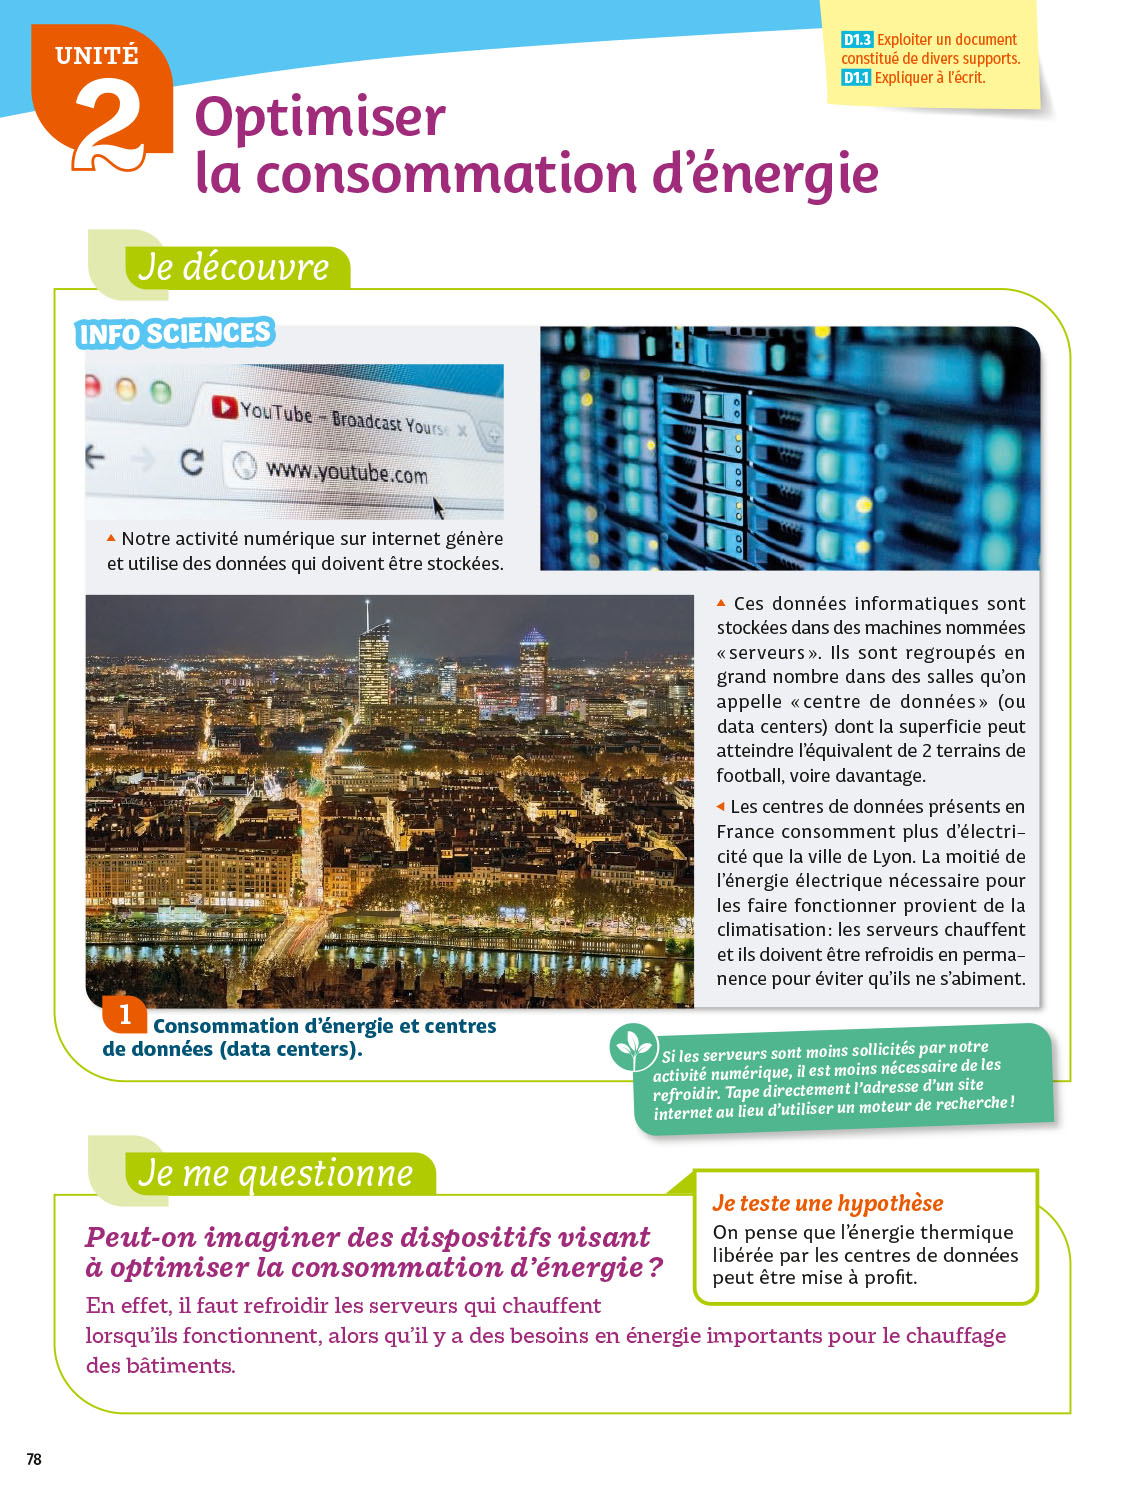 UNITÉ
2
D1.3 Exploiter un document
constitué de divers supports.
D1.1 Expliquer à l'écrit.
Optimiser
la consommation d'énergie
Je découvre
INFO SCIENCES
YouTube – Broadcast Yourse
www.youtube.com
Notre activité numérique sur internet génère
et utilise des données qui doivent être stockées.
Ces données informatiques sont
stockées dans des machines nommées
« serveurs ». Ils sont regroupés en
grand nombre dans des salles qu'on
appelle « centre de données » (ou
data centers) dont la superficie peut
atteindre l'équivalent de 2 terrains de
football, voire davantage.
Les centres de données présents en
France consomment plus d'électri-
cité que la ville de Lyon. La moitié de
l'énergie électrique nécessaire pour
les faire fonctionner provient de la
climatisation : les serveurs chauffent
et ils doivent être refroidis en perma-
nence pour éviter qu'ils ne s'abiment.
1 Consommation d'énergie et centres
de données (data centers).
Si les serveurs sont moins sollicités par notre
activité numérique, il est moins nécessaire de les
refroidir. Tape directement l'adresse d'un site
internet au lieu d'utiliser un moteur de recherche !
Je me questionne
Peut-on imaginer des dispositifs visant
à optimiser la consommation d'énergie ?
En effet, il faut refroidir les serveurs qui chauffent
lorsqu'ils fonctionnent, alors qu'il y a des besoins en énergie importants pour le chauffage
des bâtiments.
Je teste une hypothèse
On pense que l'énergie thermique
libérée par les centres de données
peut être mise à profit.
78